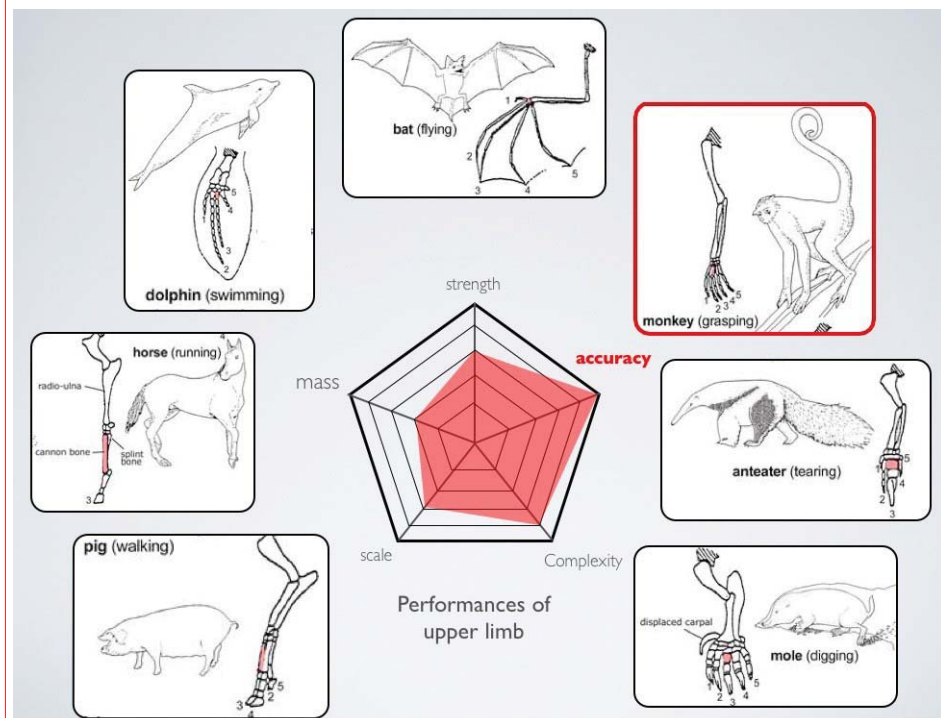 bat (flying)
1
2
3
4
5
dolphin (swimming)
1
5
4
3
2
monkey (grasping)
1
2
3
4
5
strength
accuracy
mass
scale
Complexity
horse (running)
radio-ulna
cannon bone
splint
bone
3
anteater (tearing)
1
5
2
4
3
pig (walking)
3
4
2
5
Performances of
upper limb
displaced carpal
mole (digging)
1
2
3
4
5